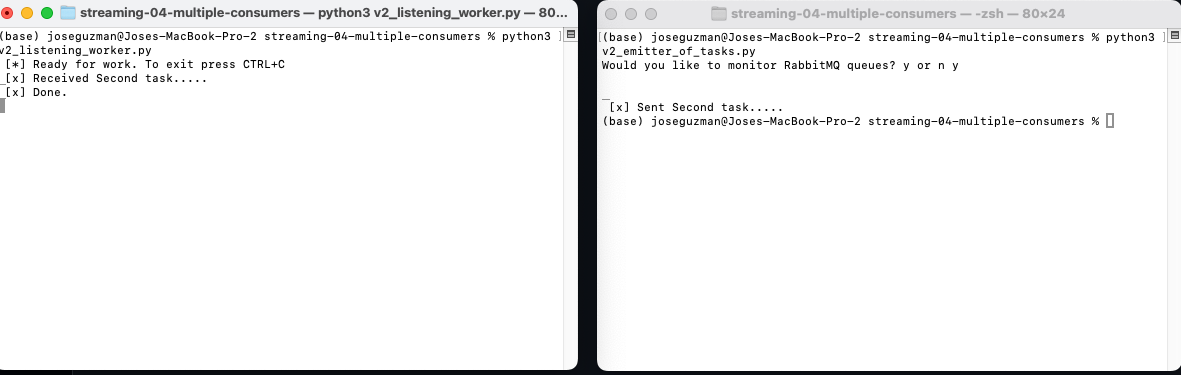 streaming-04-multiple-consumers — python3 v2_listening_worker.py — 80...
(base) joseguzman@Joses-MacBook-Pro-2 streaming-04-multiple-consumers % python3 ]
v2_listening_worker.py
[*] Ready for work. To exit press CTRL+C
[x] Received Second task.....
[x] Done.
streaming-04-multiple-consumers — -zsh — 80×24
[(base) joseguzman@Joses-MacBook-Pro-2 streaming-04-multiple-consumers % python3 ]
v2_emitter_of_tasks.py
Would you like to monitor RabbitMQ queues? y or n y
_
[x] Sent Second task.....
(base) joseguzman@Joses-MacBook-Pro-2 streaming-04-multiple-consumers %